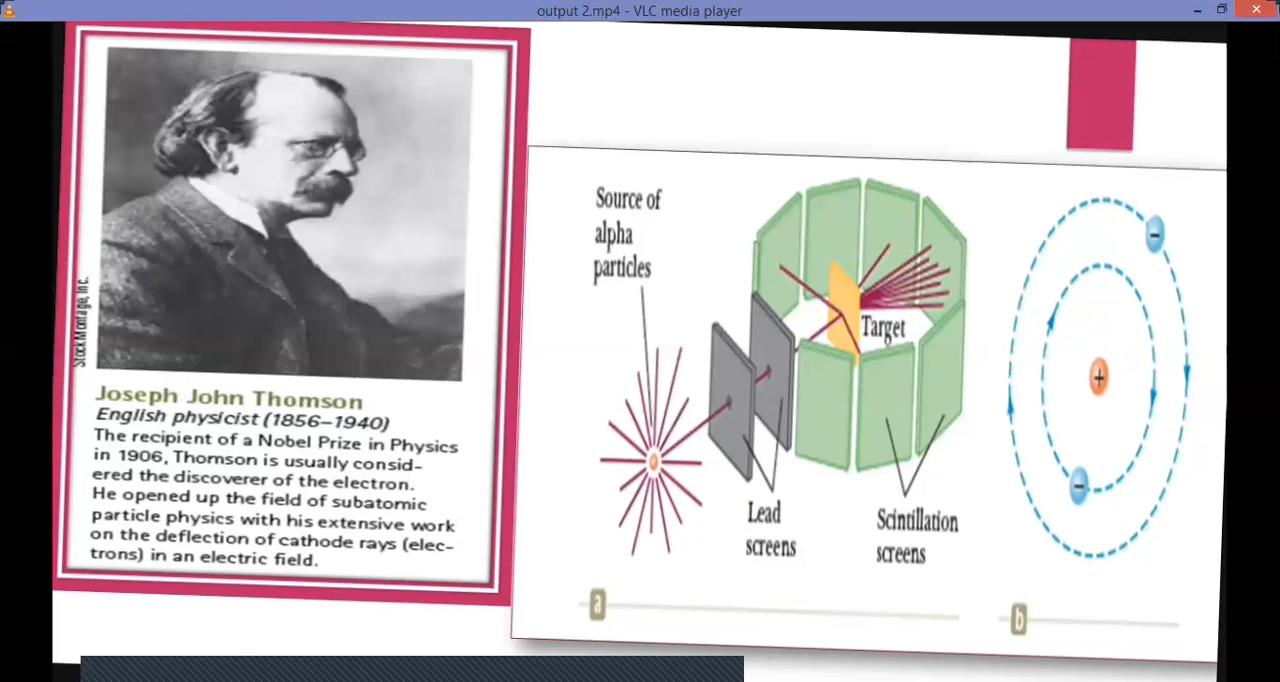 output 2.mp4 - VLC media player
Stock Montage, Inc.
Joseph John Thomson
English physicist (1856–1940)
The recipient of a Nobel Prize in Physics
in 1906, Thomson is usually consid-
ered the discoverer of the electron.
He opened up the field of subatomic
particle physics with his extensive work
on the deflection of cathode rays (elec-
trons) in an electric field.
Source of
alpha
particles
Target
Lead
screens
Scintillation
screens
a
−
+
−
b